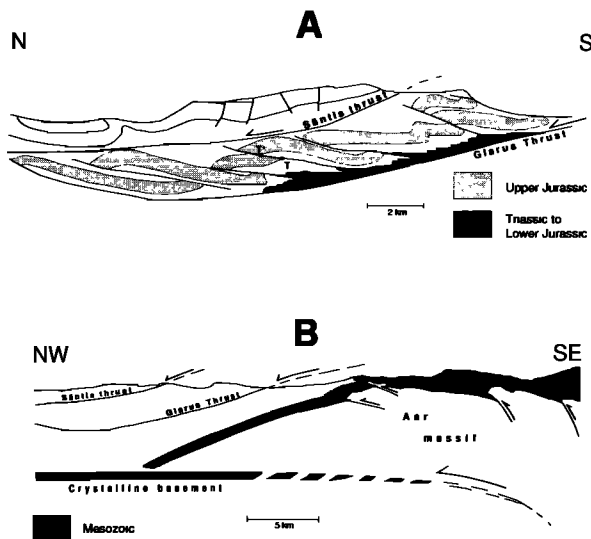 A
N
S
Säntis thrust
Glarus Thrust
T
T
2 km
Upper Jurassic
Triassic to
Lower Jurassic
B
NW
SE
Säntis thrust
Glarus Thrust
Aar
massif
Crystalline basement
Mesozoic
5 km